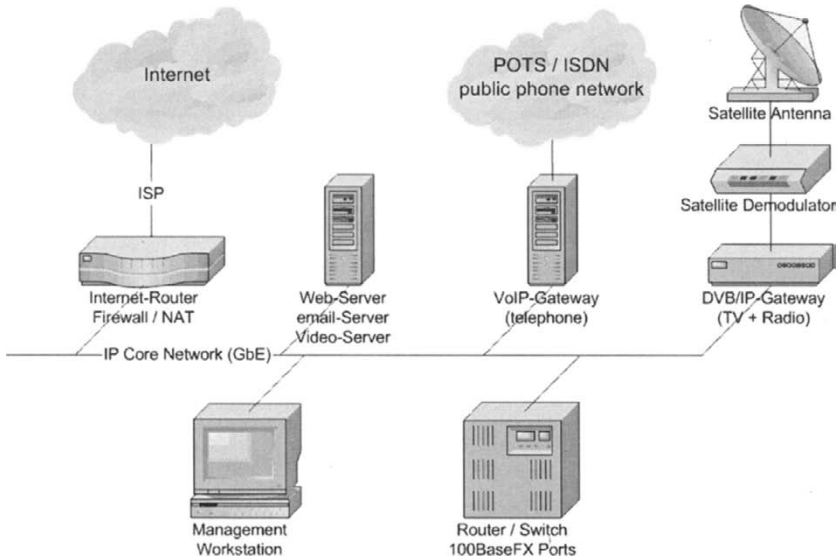 Internet
POTS / ISDN
public phone network
Satellite Antenna
ISP
Satellite Demodulator
Internet-Router
Firewall / NAT
Web-Server
email-Server
Video-Server
VoIP-Gateway
(telephone)
DVB/IP-Gateway
(TV + Radio)
IP Core Network (GbE)
Management
Workstation
Router / Switch
100BaseFX Ports